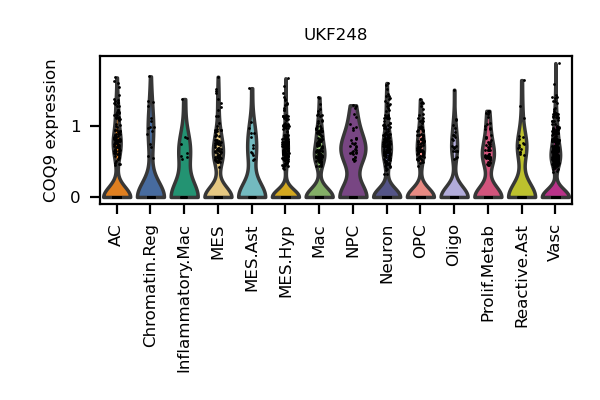 UKF248
COQ9 expression
1
0
AC
Chromatin.Reg
Inflammatory.Mac
MES
MES.Ast
MES.Hyp
Mac
NPC
Neuron
OPC
Oligo
Prolif.Metab
Reactive.Ast
Vasc